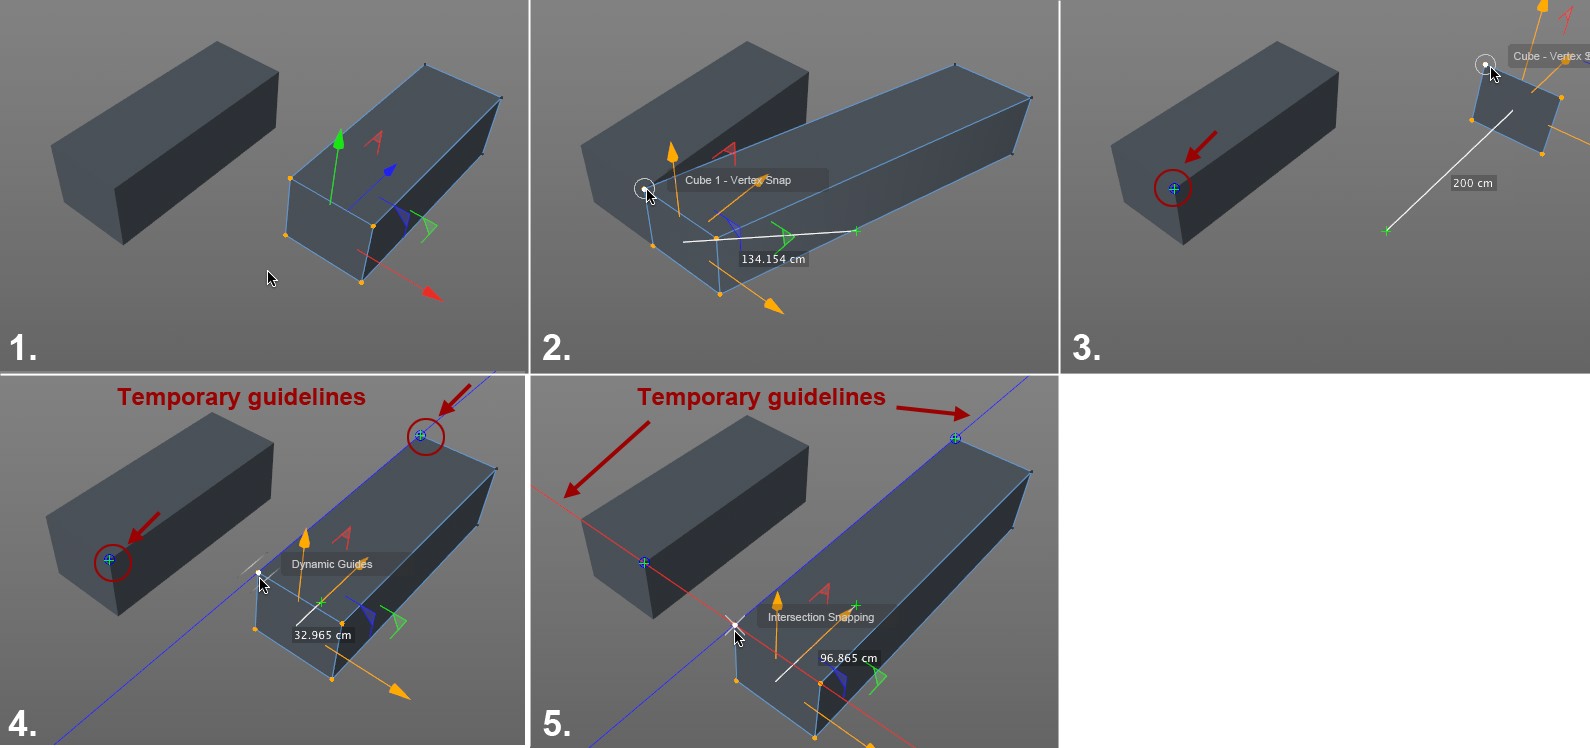 1.
Cube 1 - Vertex Snap
134.154 cm
2.
Cube - Vertex S
200 cm
3.
Temporary guidelines
Dynamic Guides
32.965 cm
4.
Temporary guidelines
Intersection Snapping
96.865 cm
5.